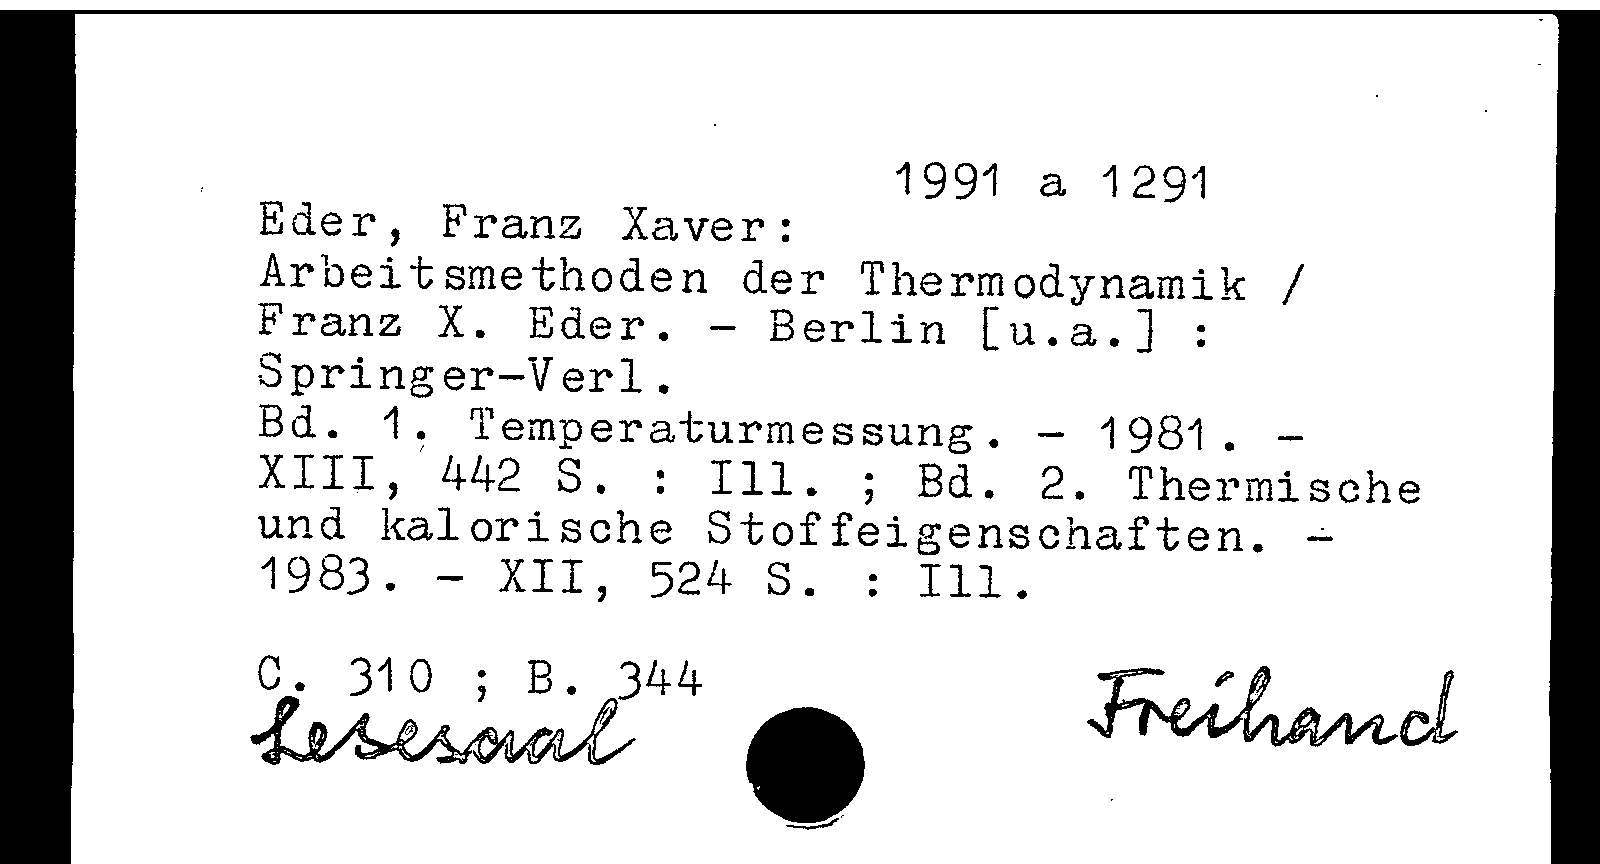 1991 a 1291
Eder, Franz Xaver:
Arbeitsmethoden der Thermodynamik /
Franz X. Eder. - Berlin [u.a.] :
Springer-Verl.
Bd. 1. Temperaturmessung. - 1981. -
XIII, 442 S. : Ill. ; Bd. 2. Thermische
und kalorische Stoffeigenschaften. -
1983. - XII, 524 S. : Ill.
C. 310 ; B. 344
Lesesaal Freihand